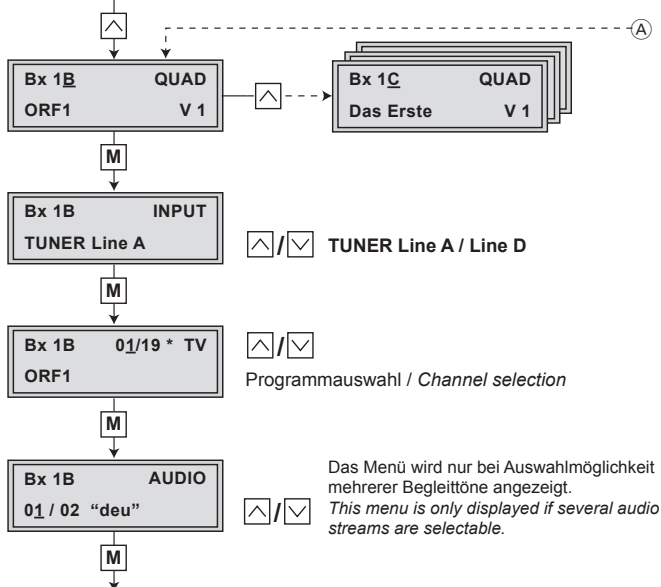 A
Bx 1B QUAD
ORF1 V 1
Bx 1C QUAD
Das Erste V 1
M
Bx 1B INPUT
TUNER Line A
/ TUNER Line A / Line D
M
Bx 1B 01/19 * TV
ORF1
/
Programmauswahl / Channel selection
M
Bx 1B AUDIO
01 / 02 “deu”
/
Das Menü wird nur bei Auswahlmöglichkeit
mehrerer Begleittöne angezeigt.
This menu is only displayed if several audio
streams are selectable.
M